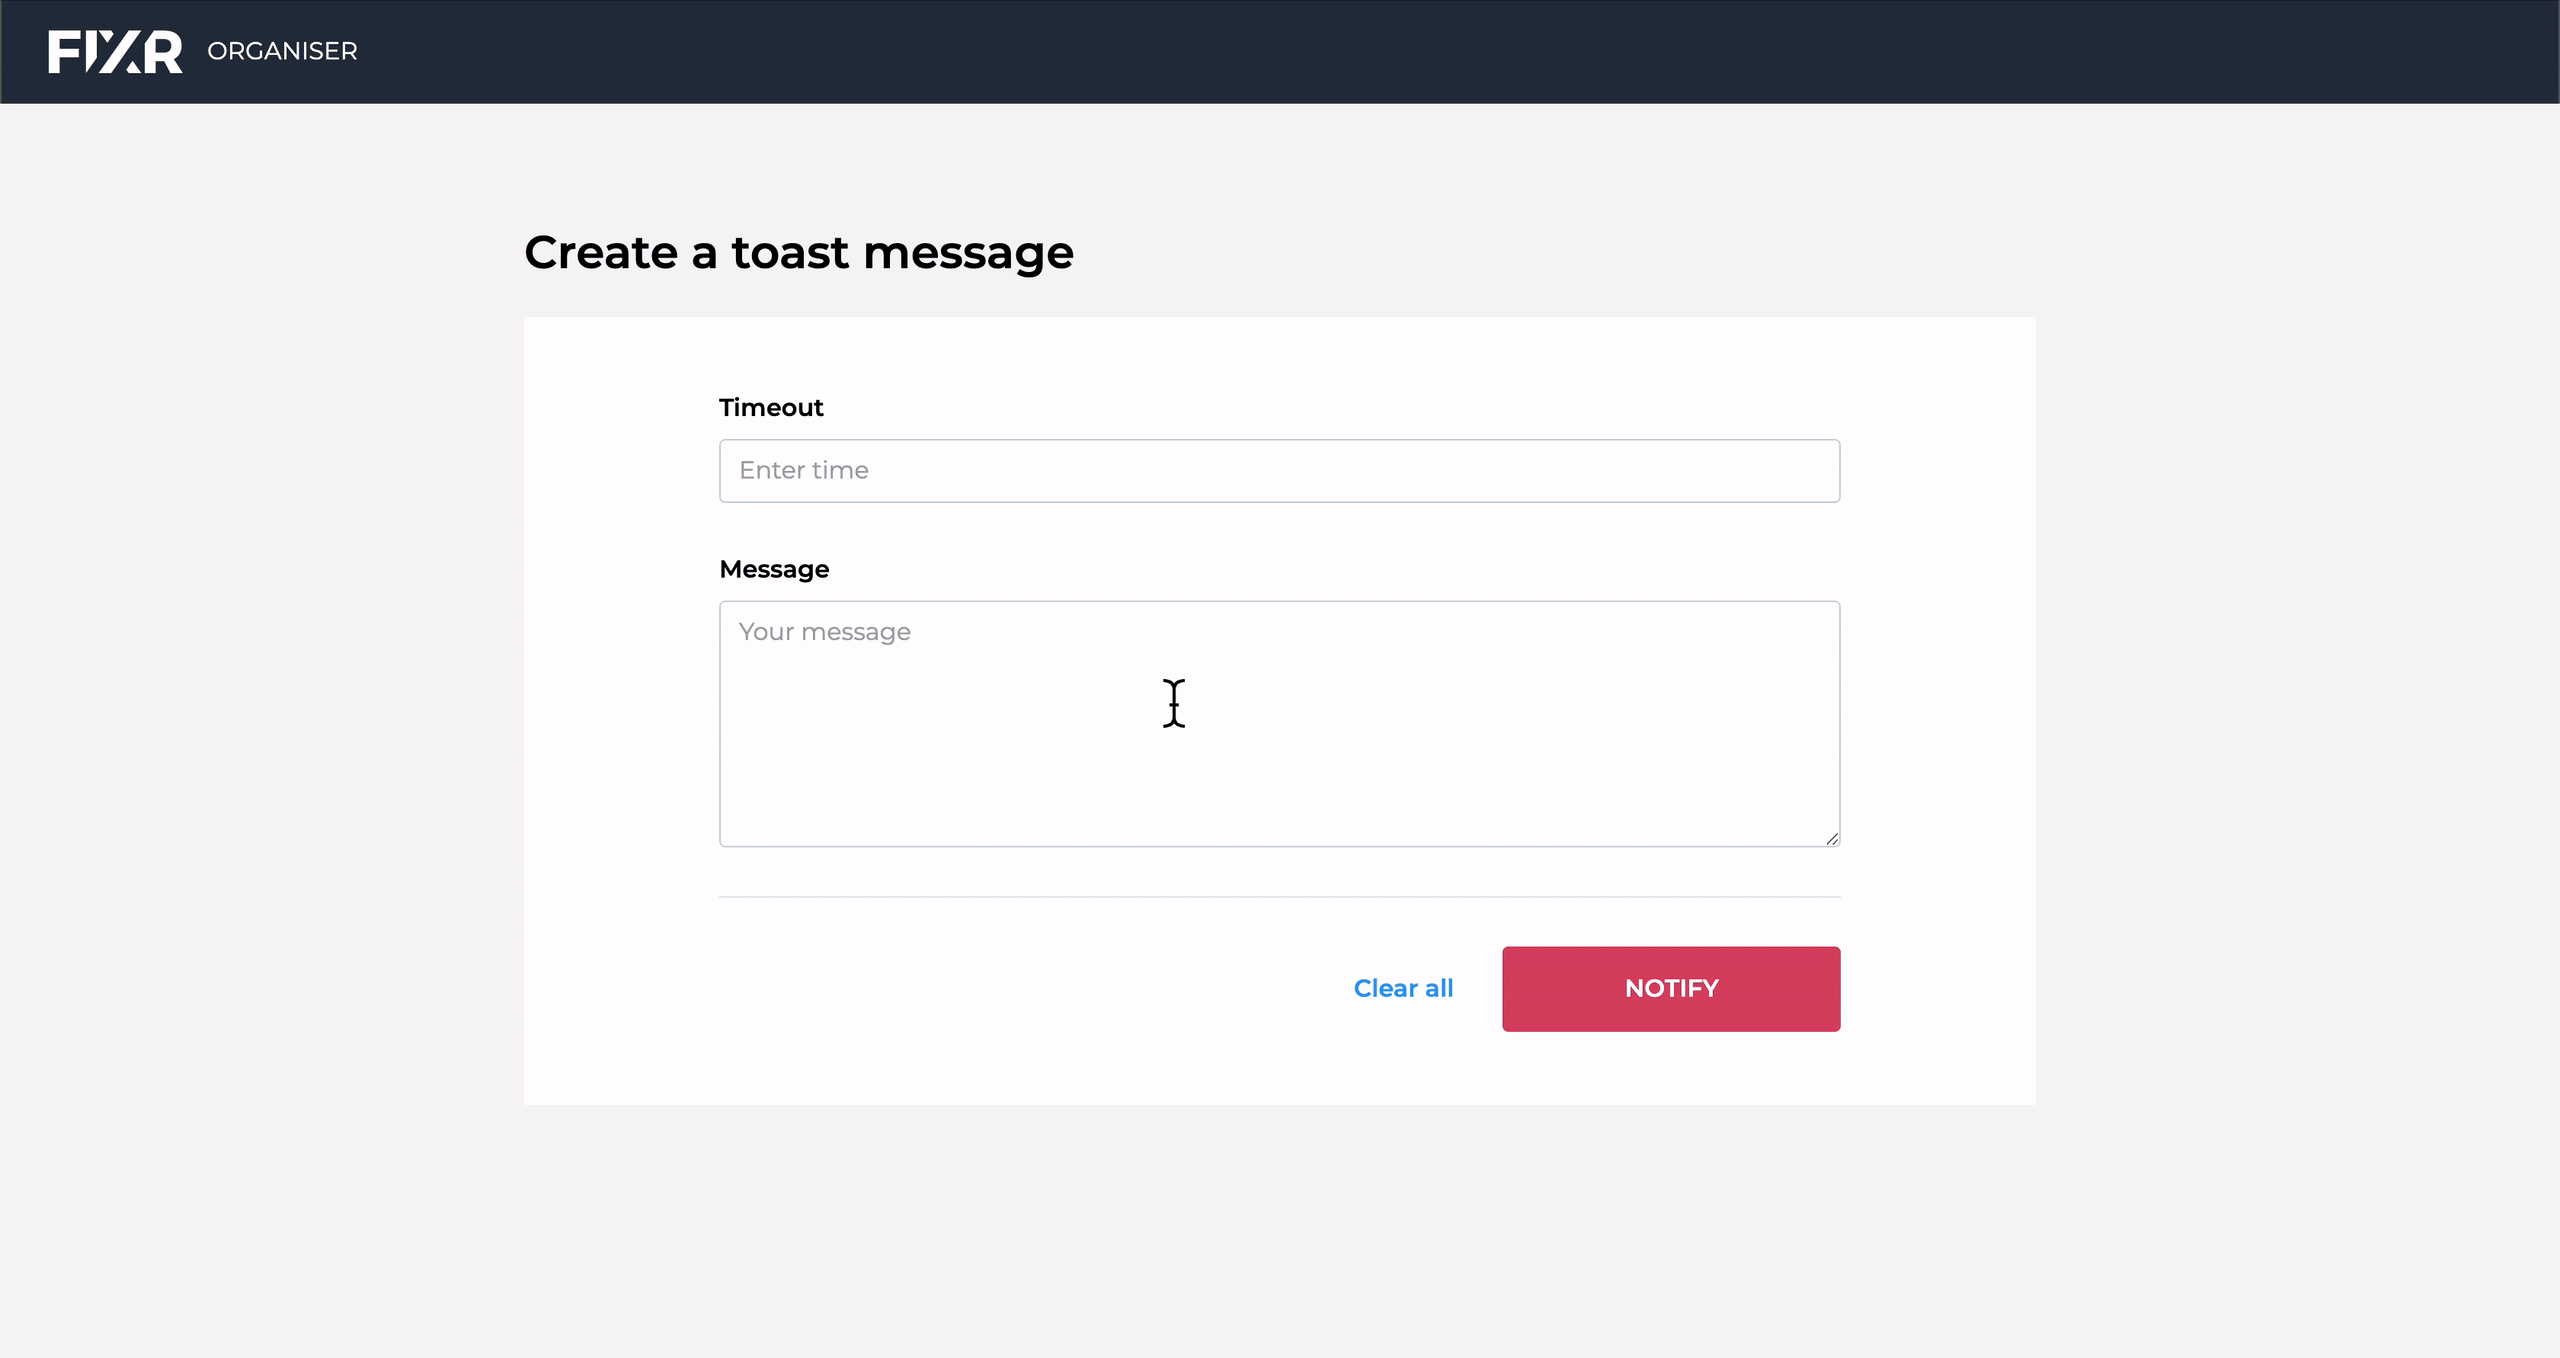 FIXR ORGANISER
Create a toast message
Timeout
Enter time
Message
Your message
Clear all NOTIFY